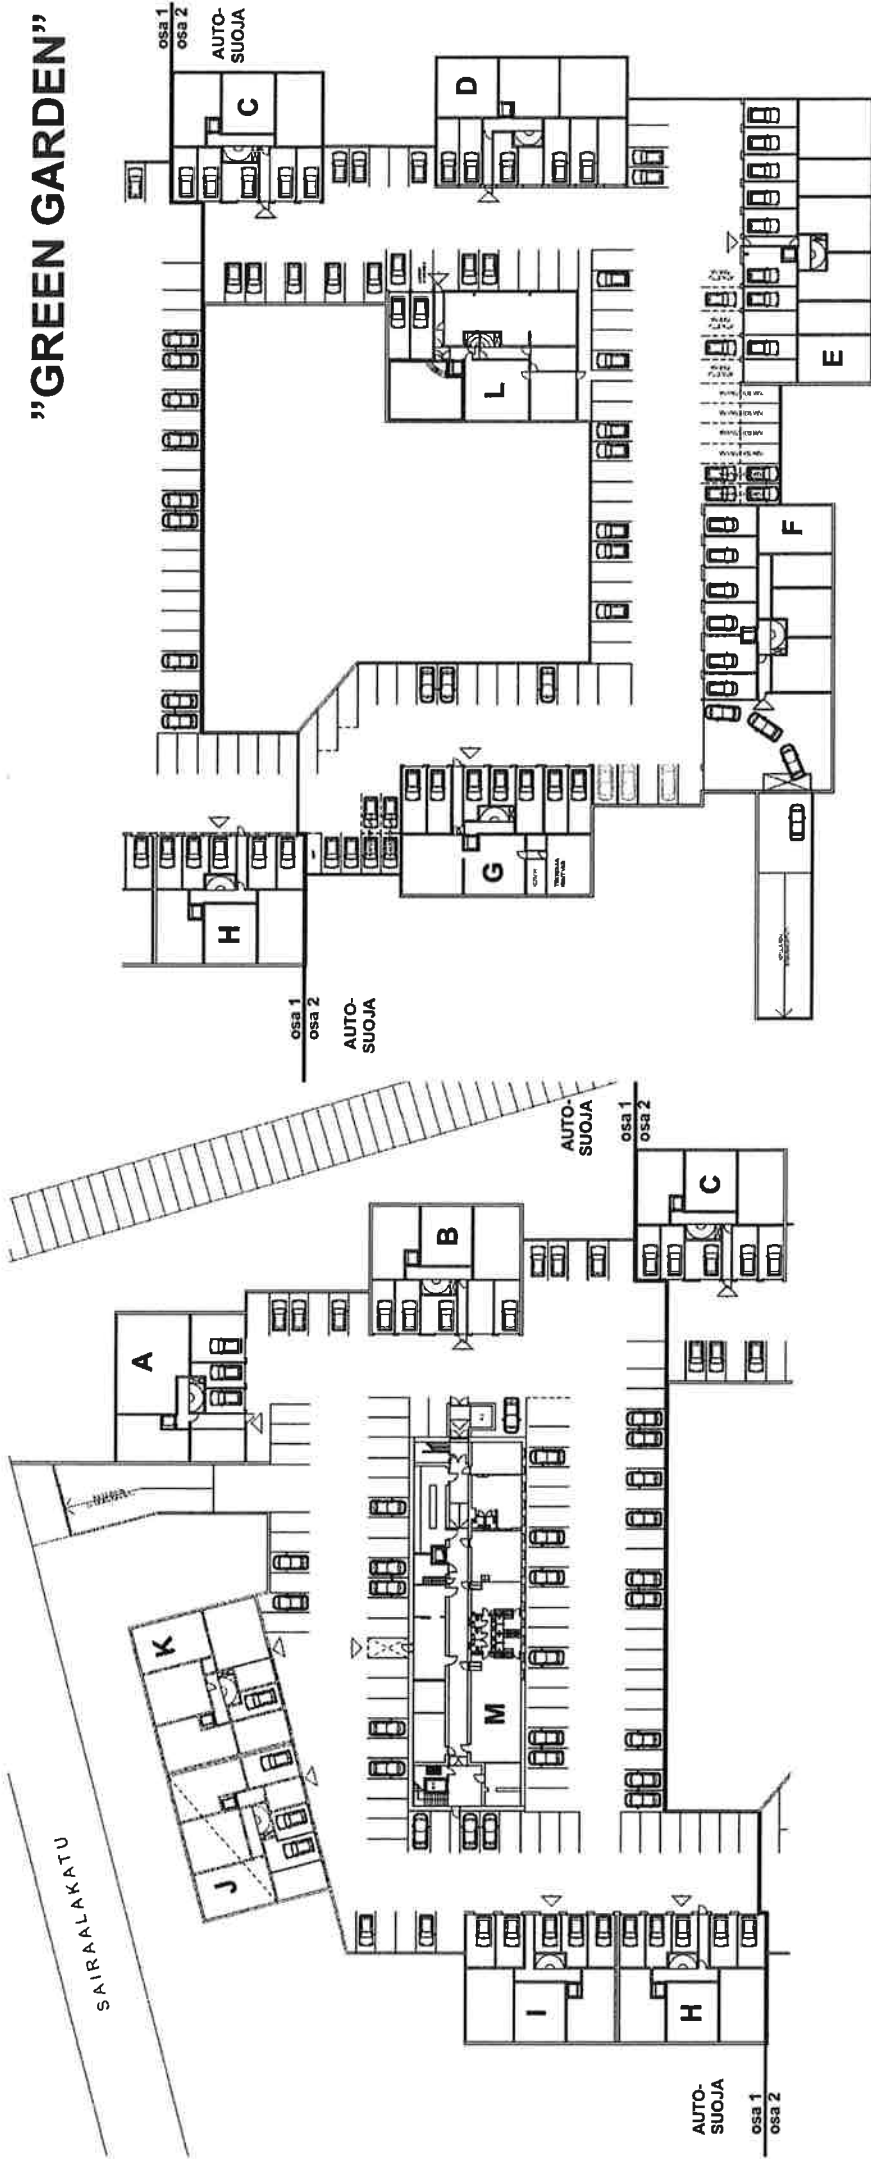 "GREEN GARDEN"
osa 1
osa 2
AUTO-
SUOJA
C
D
L
E
F
G
H
osa 1
osa 2
AUTO-
SUOJA
AUTO-
SUOJA
osa 1
osa 2
A
B
C
K
J
M
I
H
SAIRAALAKATU
AUTO-
SUOJA
osa 1
osa 2